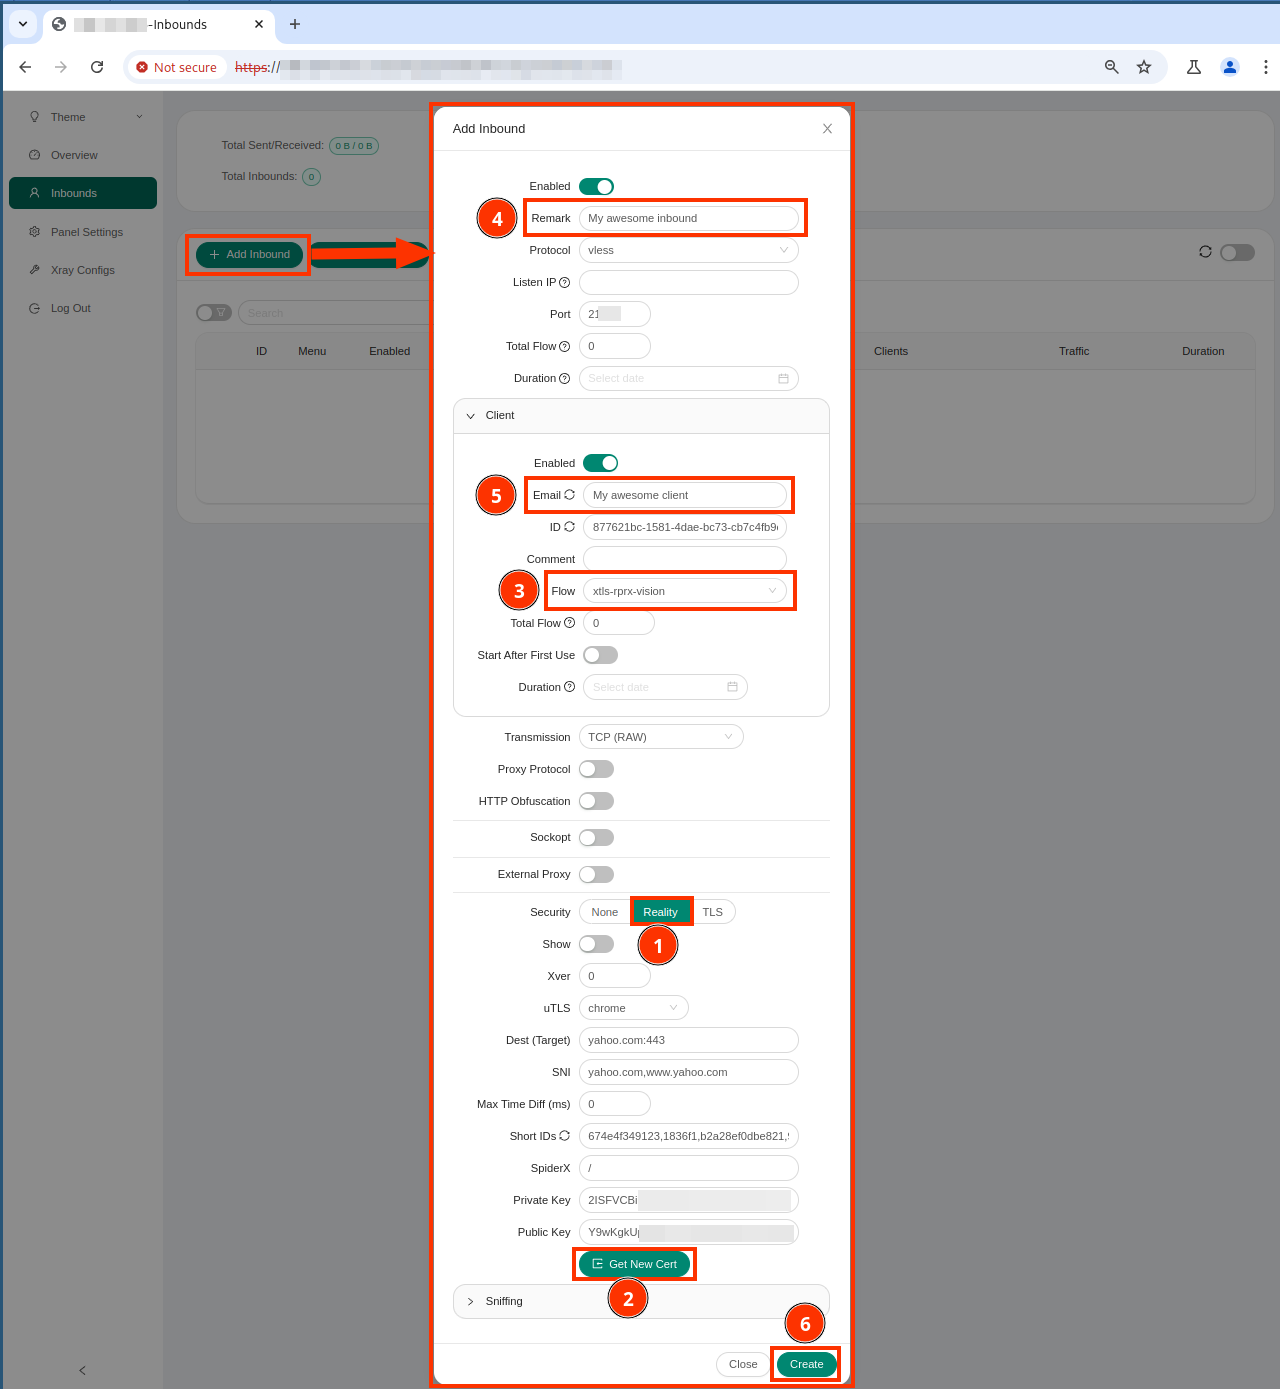 -Inbounds
Not secure
https://
Theme
Overview
Inbounds
Panel Settings
Xray Configs
Log Out
Total Sent/Received: 0 B / 0 B
Total Inbounds: 0
Add Inbound
Search
ID Menu Enabled Clients Traffic Duration
Add Inbound
Enabled
4 Remark My awesome inbound
Protocol vless
Listen IP
Port 21
Total Flow 0
Duration Select date
Client
Enabled
5 Email My awesome client
ID 877621bc-1581-4dae-bc73-cb7c4fb9
Comment
3 Flow xtls-rprx-vision
Total Flow 0
Start After First Use
Duration Select date
Transmission TCP (RAW)
Proxy Protocol
HTTP Obfuscation
Sockopt
External Proxy
Security None Reality TLS
Show 1
Xver 0
uTLS chrome
Dest (Target) yahoo.com:443
SNI yahoo.com,www.yahoo.com
Max Time Diff (ms) 0
Short IDs 674e4f349123,1836f1,b2a28ef0dbe821,
SpiderX /
Private Key 2ISFVCBi
Public Key Y9wKgkU
Get New Cert
2
Sniffing
6
Close Create